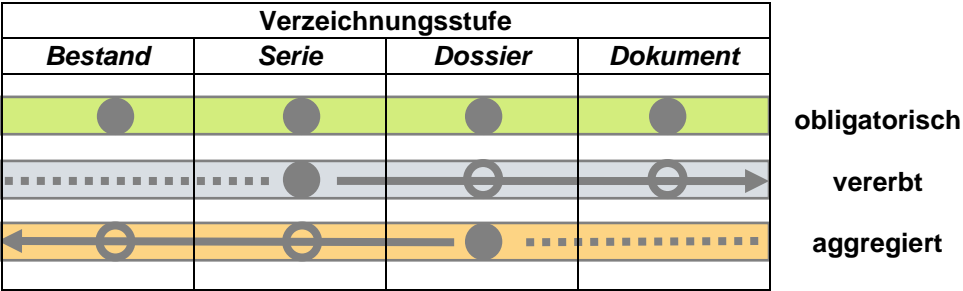 Verzeichnungsstufe
Bestand Serie Dossier Dokument
obligatorisch
vererbt
aggregiert